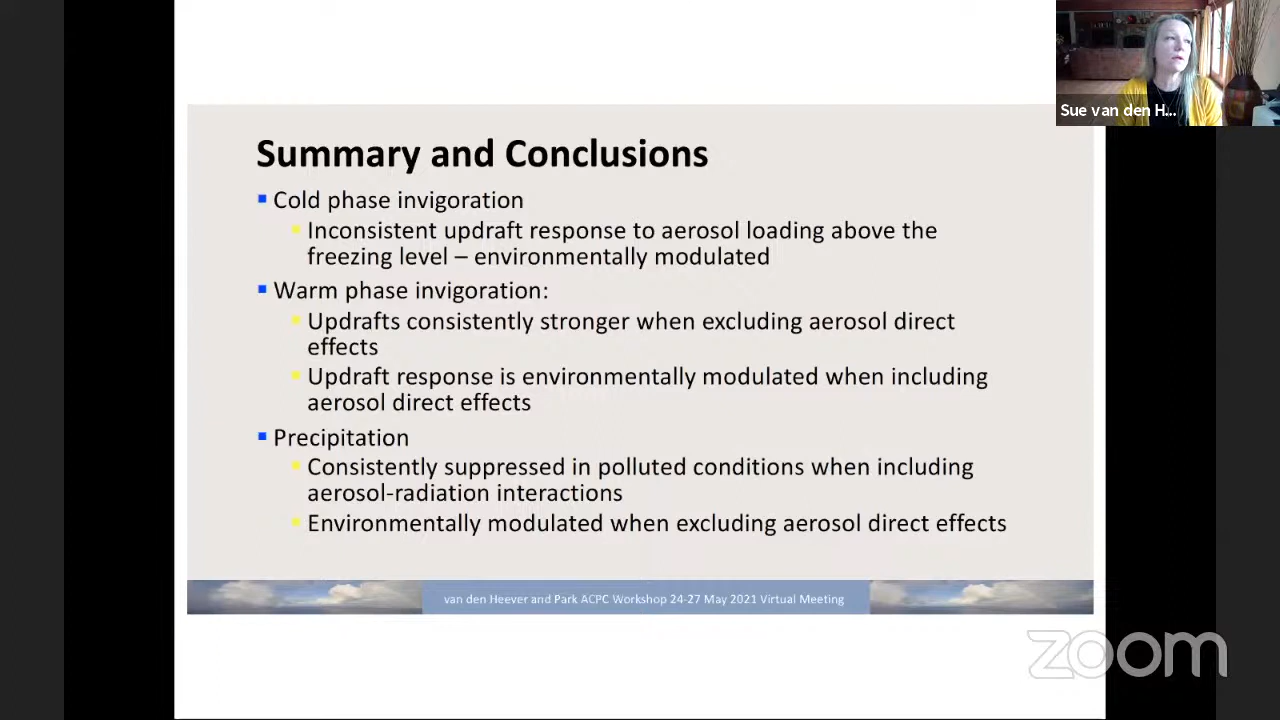 Sue van den H...
Summary and Conclusions
Cold phase invigoration
Inconsistent updraft response to aerosol loading above the
freezing level – environmentally modulated
Warm phase invigoration:
Updrafts consistently stronger when excluding aerosol direct
effects
Updraft response is environmentally modulated when including
aerosol direct effects
Precipitation
Consistently suppressed in polluted conditions when including
aerosol-radiation interactions
Environmentally modulated when excluding aerosol direct effects
van den Heever and Park ACPC Workshop 24-27 May 2021 Virtual Meeting
zoom